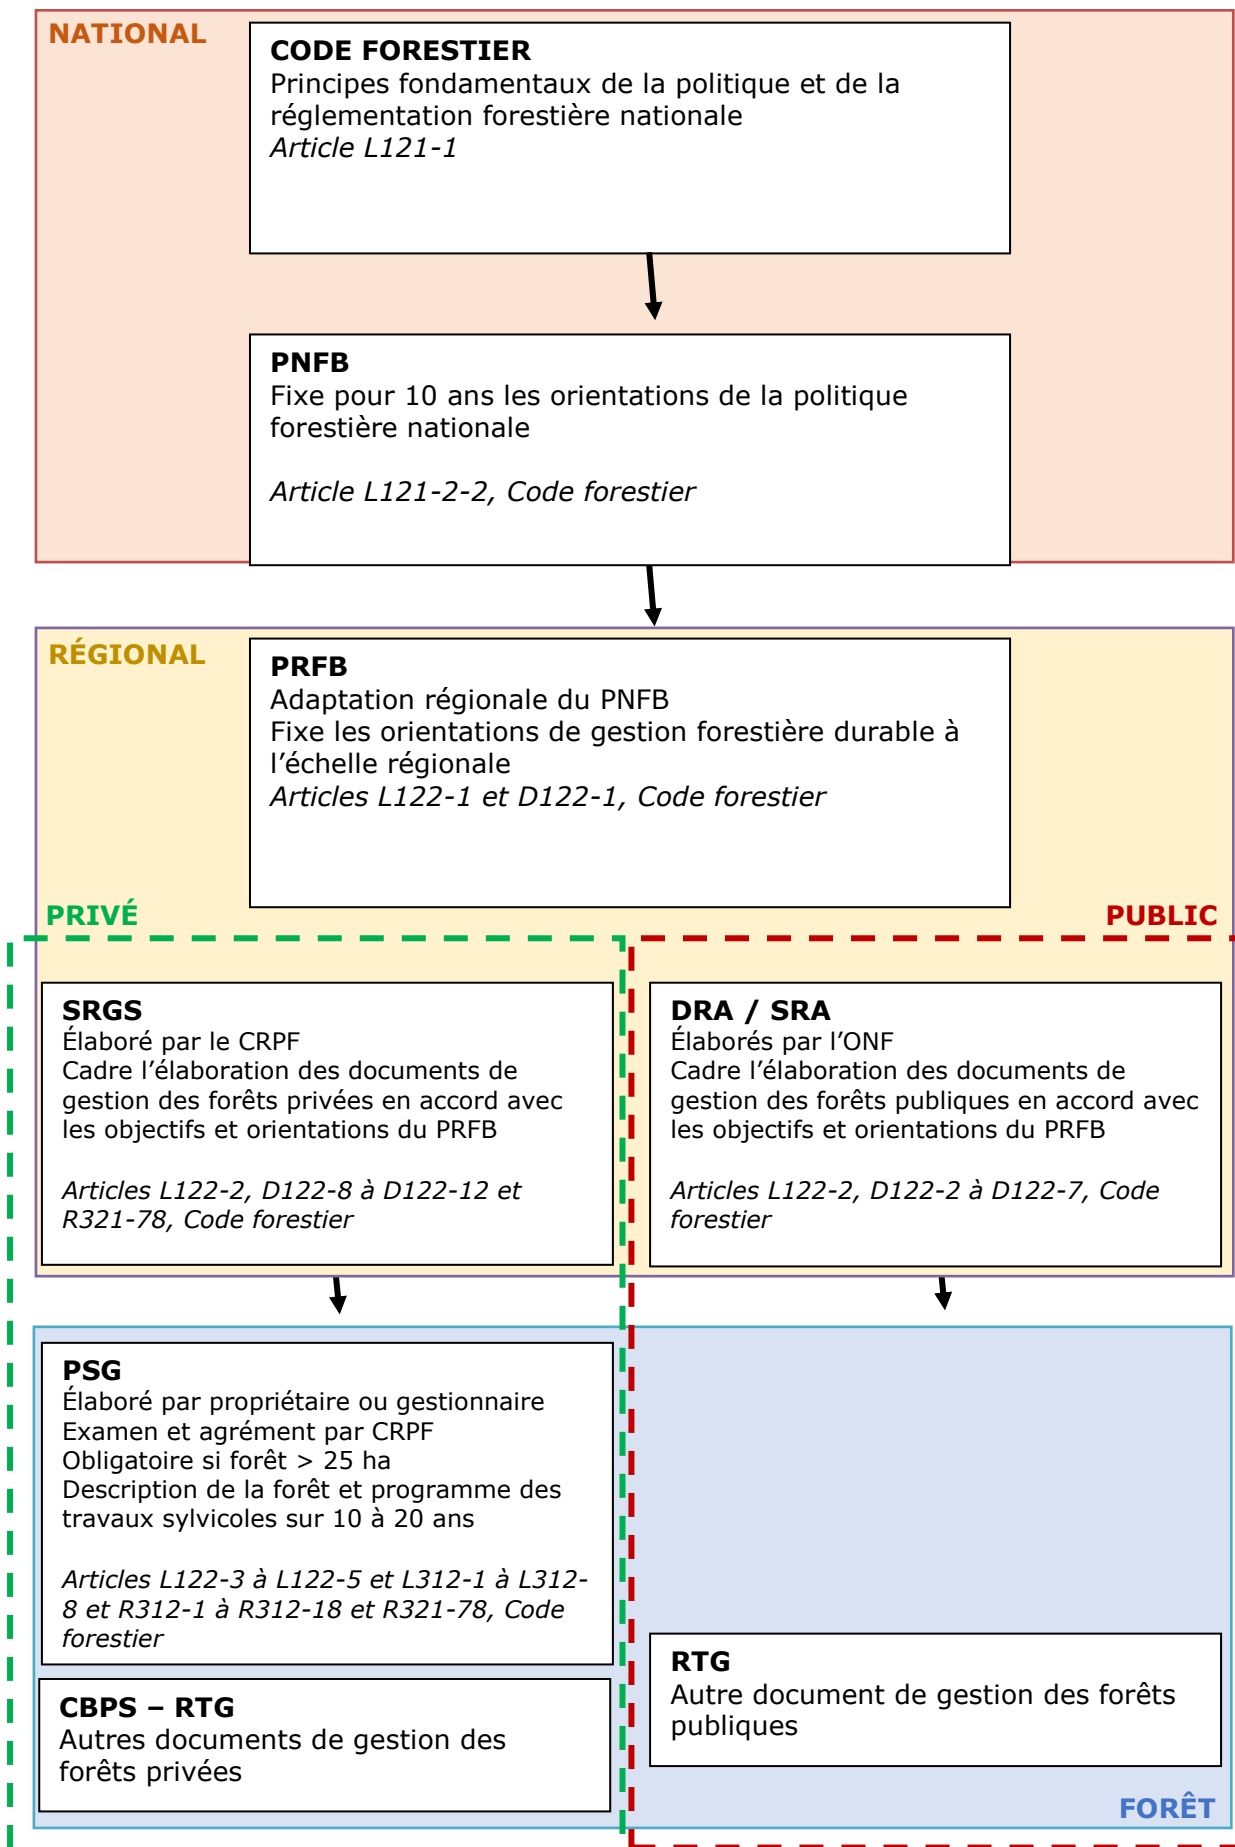 NATIONAL
CODE FORESTIER
Principes fondamentaux de la politique et de la
réglementation forestière nationale
Article L121-1
PNFB
Fixe pour 10 ans les orientations de la politique
forestière nationale
Article L121-2-2, Code forestier
RÉGIONAL
PRFB
Adaptation régionale du PNFB
Fixe les orientations de gestion forestière durable à
l’échelle régionale
Articles L122-1 et D122-1, Code forestier
PRIVÉ
PUBLIC
SRGS
Élaboré par le CRPF
Cadre l’élaboration des documents de
gestion des forêts privées en accord avec
les objectifs et orientations du PRFB
Articles L122-2, D122-8 à D122-12 et
R321-78, Code forestier
DRA / SRA
Élaborés par l’ONF
Cadre l’élaboration des documents de
gestion des forêts publiques en accord avec
les objectifs et orientations du PRFB
Articles L122-2, D122-2 à D122-7, Code
forestier
PSG
Élaboré par propriétaire ou gestionnaire
Examen et agrément par CRPF
Obligatoire si forêt > 25 ha
Description de la forêt et programme des
travaux sylvicoles sur 10 à 20 ans
Articles L122-3 à L122-5 et L312-1 à L312-
8 et R312-1 à R312-18 et R321-78, Code
forestier
CBPS – RTG
Autres documents de gestion des
forêts privées
RTG
Autre document de gestion des forêts
publiques
FORÊT